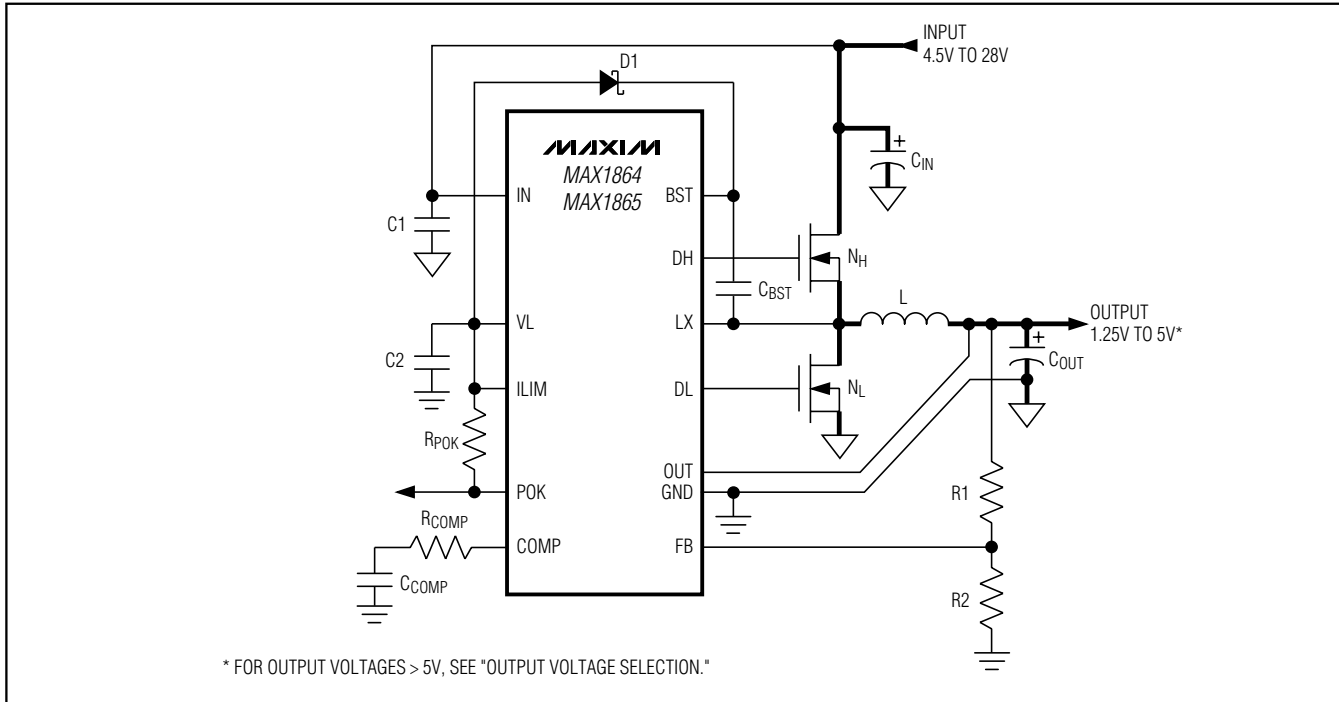 INPUT
4.5V TO 28V
D1
MAXIM
MAX1864
MAX1865
CIN
IN
BST
C1
DH
NH
CBST
L
VL
LX
OUTPUT
1.25V TO 5V*
C2
COUT
ILIM
DL
NL
RPOK
OUT
POK
GND
R1
RCOMP
COMP
FB
CCOMP
R2
* FOR OUTPUT VOLTAGES > 5V, SEE "OUTPUT VOLTAGE SELECTION."